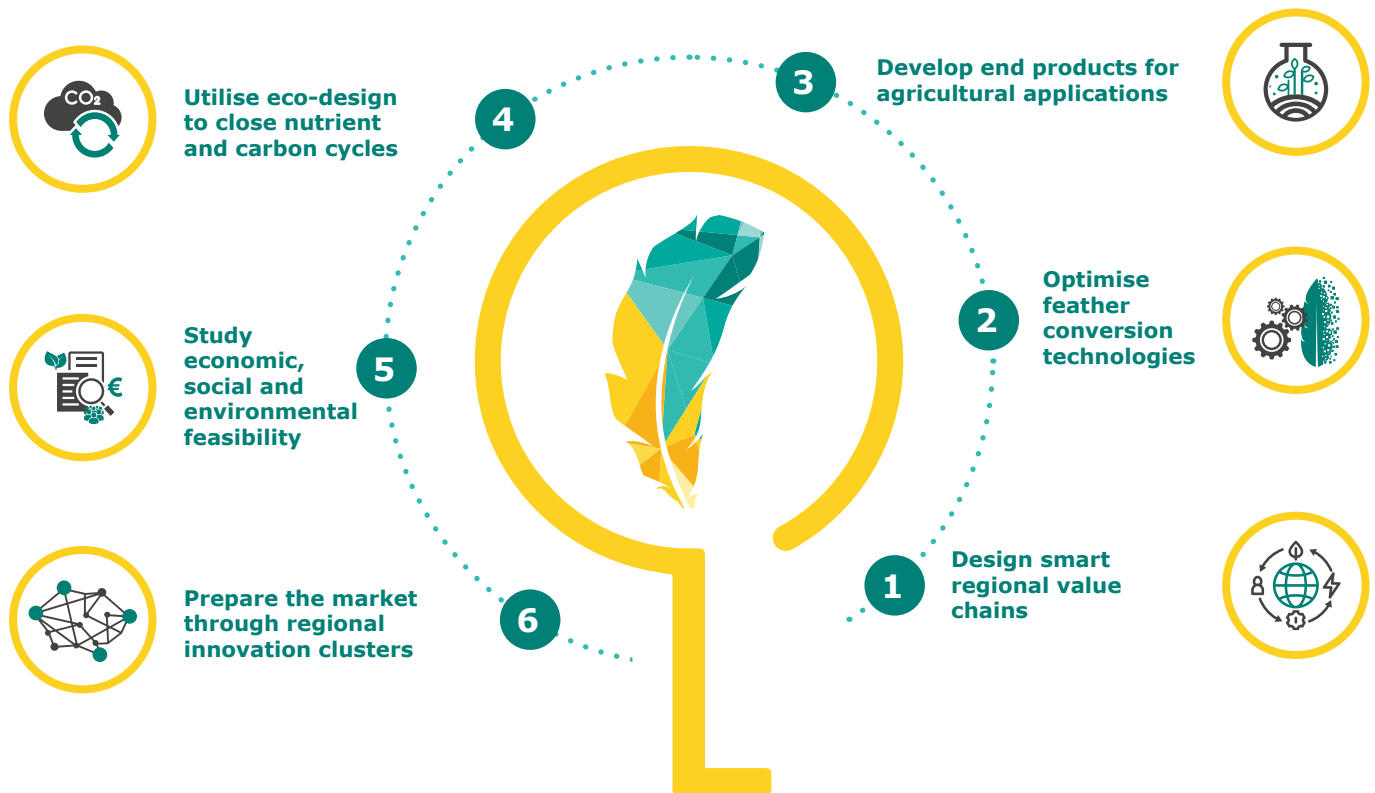 CO₂
Utilise eco-design
to close nutrient
and carbon cycles
4
3
Develop end products for
agricultural applications
Study
economic,
social and
environmental
feasibility
€
5
2
Optimise
feather
conversion
technologies
Prepare the market
through regional
innovation clusters
6
1
Design smart
regional value
chains